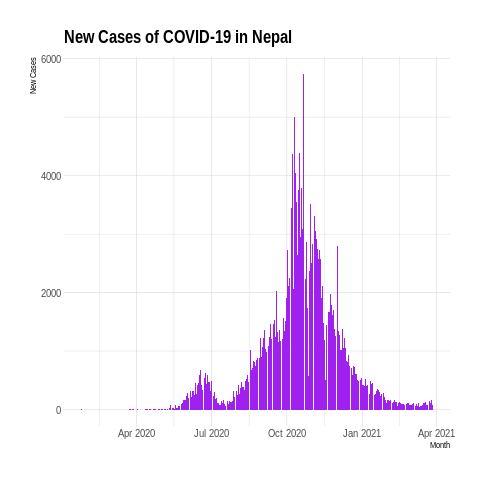 New Cases of COVID-19 in Nepal
New Cases
6000
4000
2000
0
Apr 2020
Jul 2020
Oct 2020
Jan 2021
Apr 2021
Month